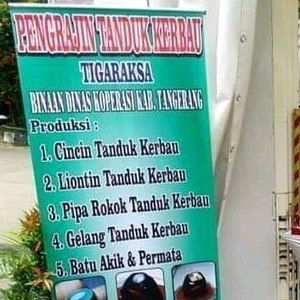 PENGRAJIN TANDUK KERBAU
TIGARAKSA
BINAAN DINAS KOPERASI KAB. TANGERANG
Produksi :
1. Cincin Tanduk Kerbau
2. Liontin Tanduk Kerbau
3. Pipa Rokok Tanduk Kerbau
4. Gelang Tanduk Kerbau
5. Batu Akik & Permata